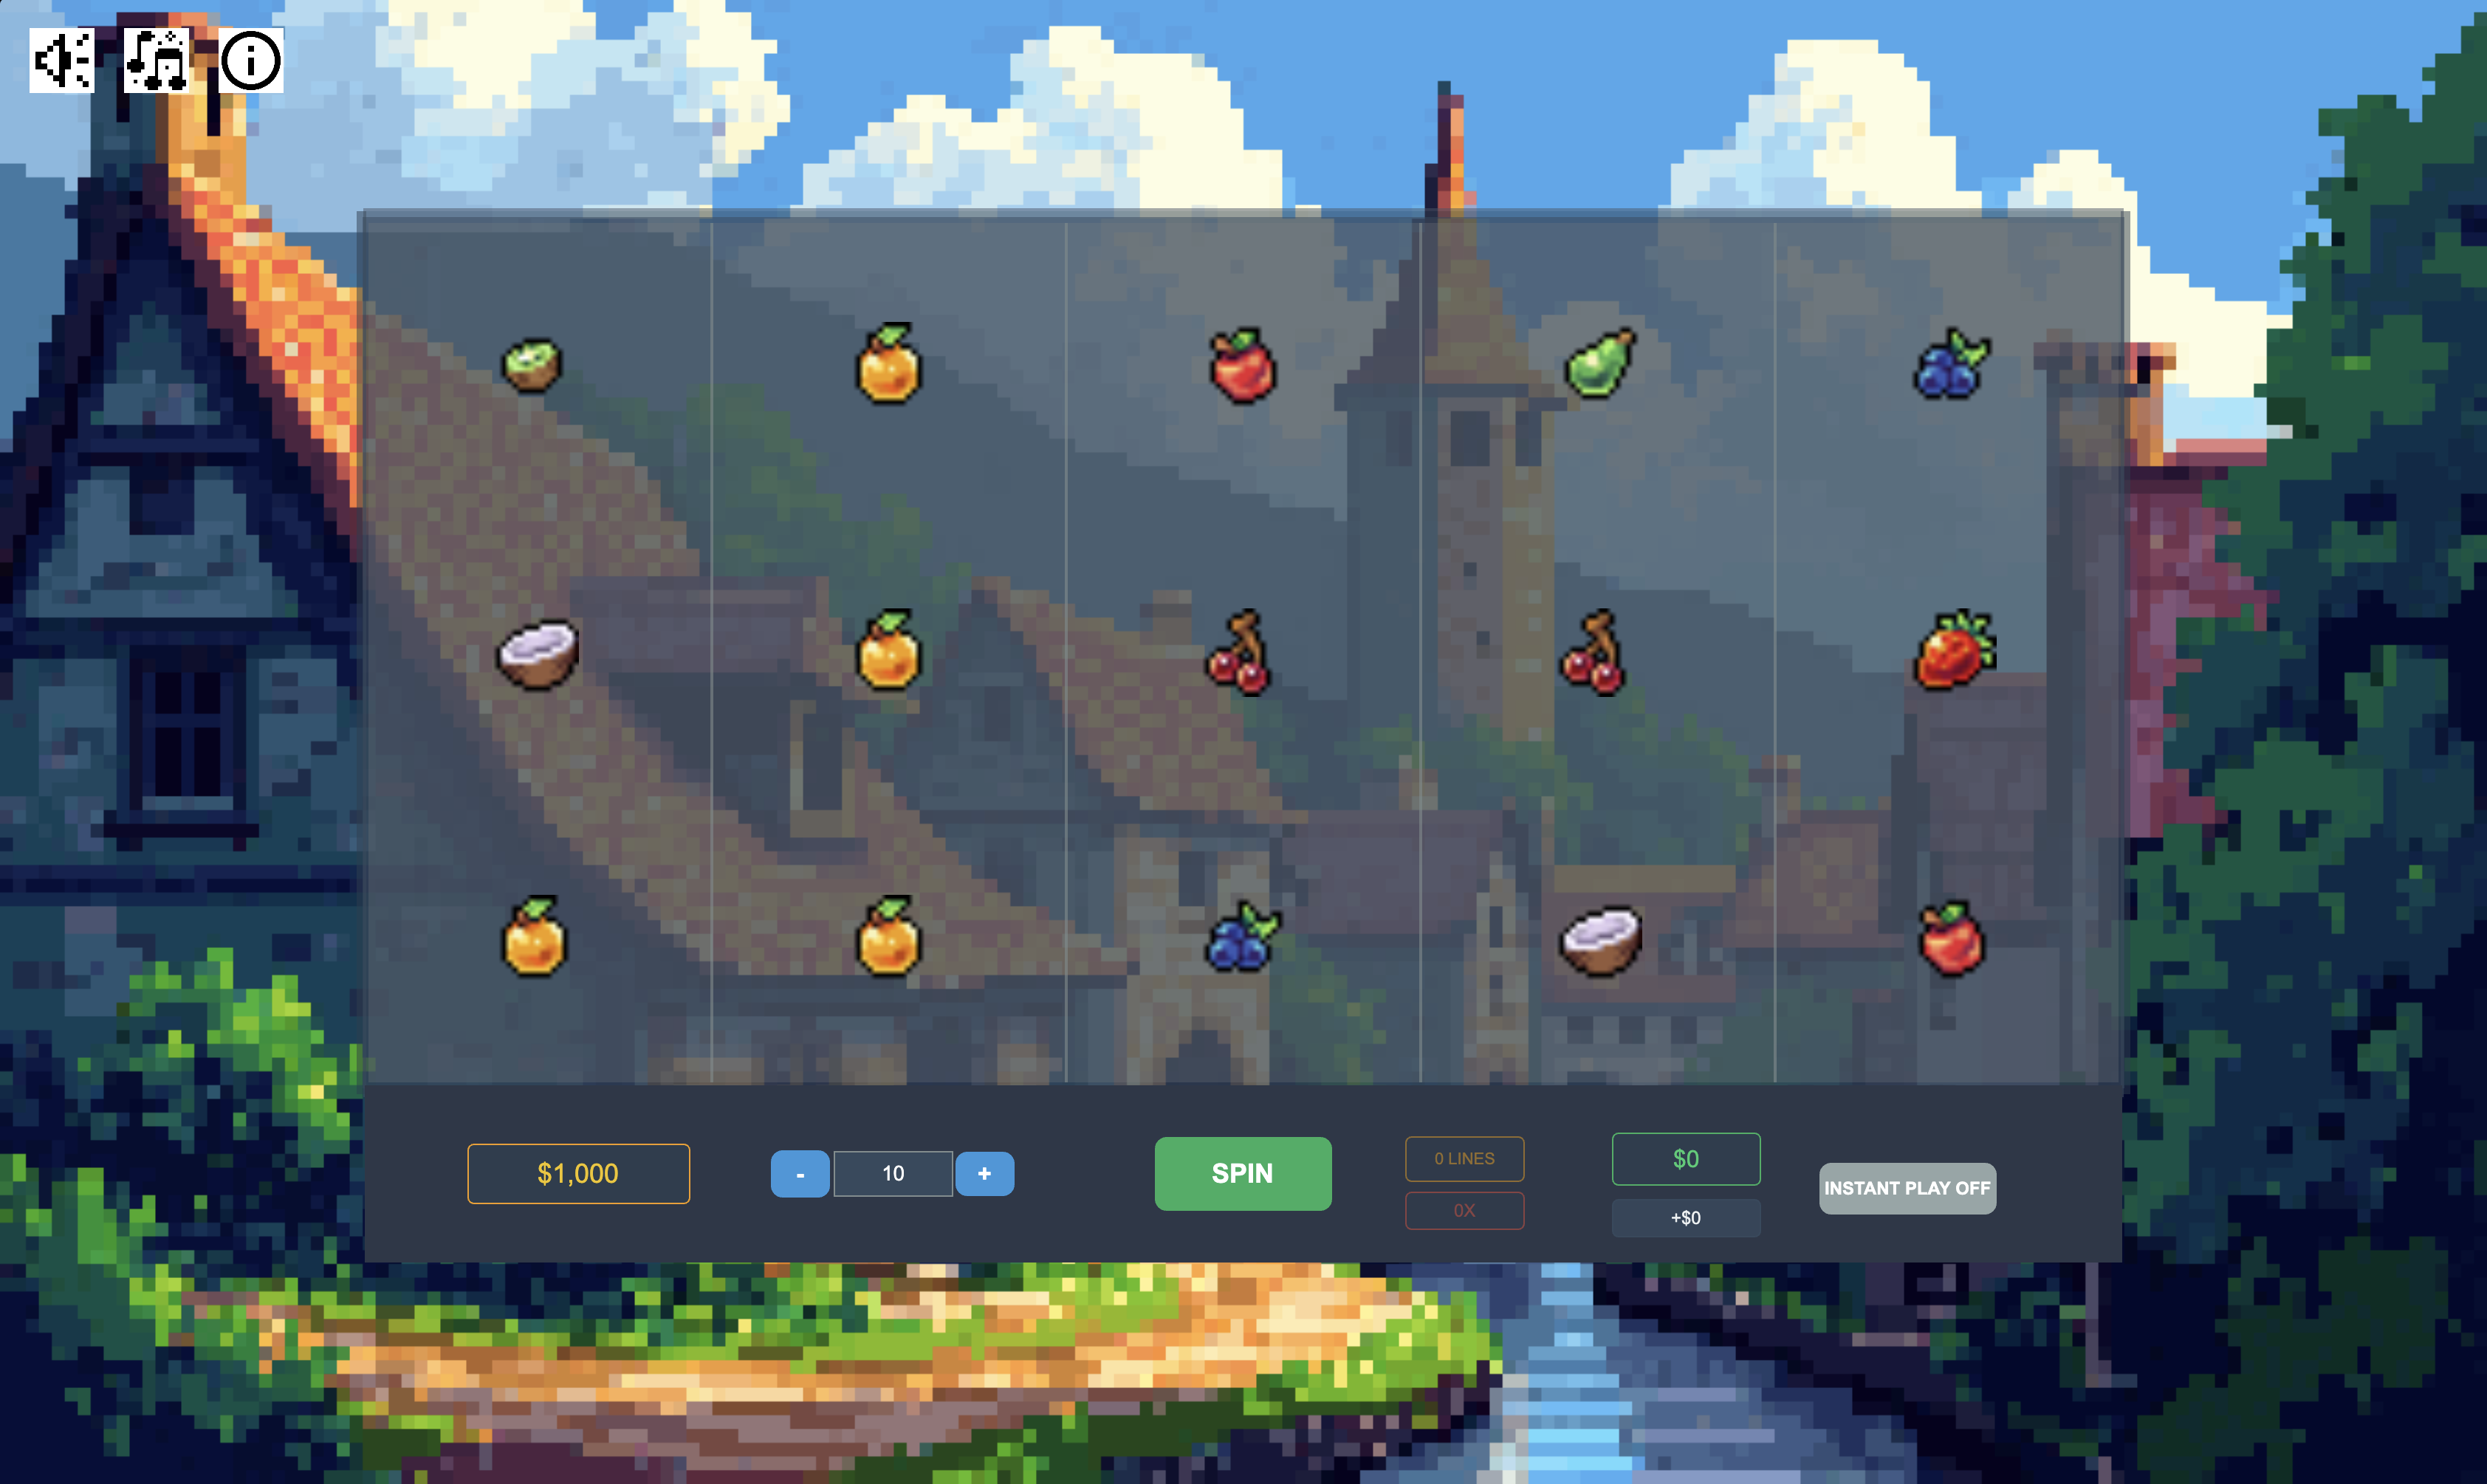 $1,000
-
10
+
SPIN
0 LINES
0X
$0
+$0
INSTANT PLAY OFF